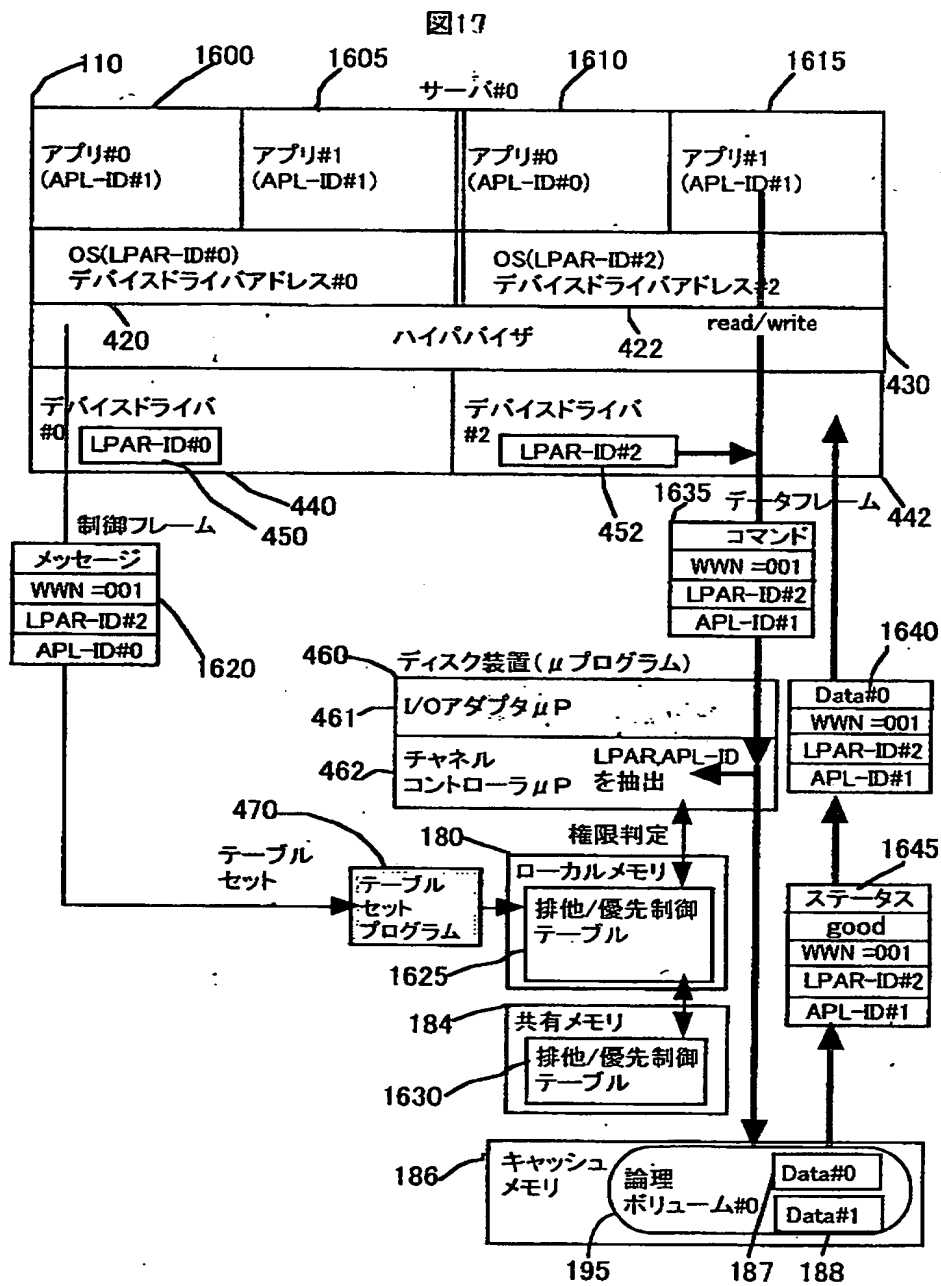 図17
110
1600
1605
サーバ#0
1610
1615
アプリ#0
(APL-ID#1)
アプリ#1
(APL-ID#1)
アプリ#0
(APL-ID#0)
アプリ#1
(APL-ID#1)
OS(LPAR-ID#0)
デバイスドライバアドレス#0
OS(LPAR-ID#2)
デバイスドライバアドレス#2
420
ハイパバイザ
422
read/write
430
デバイスドライバ
#0
LPAR-ID#0
デバイスドライバ
#2
LPAR-ID#2
440
450
452
442
制御フレーム
メッセージ
WWN =001
LPAR-ID#2
APL-ID#0
1620
1635
データフレーム
コマンド
WWN =001
LPAR-ID#2
APL-ID#1
460
ディスク装置(μプログラム)
461
I/OアダプタμP
462
チャネル
コントローラμP
LPAR,APL-ID
を抽出
1640
Data#0
WWN =001
LPAR-ID#2
APL-ID#1
470
テーブル
セット
テーブル
セット
プログラム
180
権限判定
ローカルメモリ
排他/優先制御
テーブル
1625
1645
ステータス
good
WWN =001
LPAR-ID#2
APL-ID#1
184
共有メモリ
排他/優先制御
テーブル
1630
186
キャッシュ
メモリ
論理
ボリューム#0
Data#0
Data#1
195
187
188